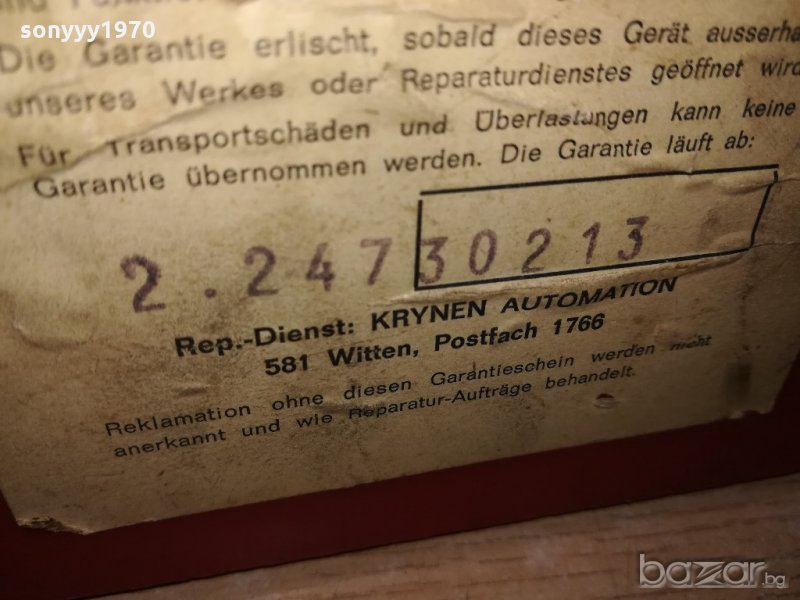 sonyyy1970
Die Garantie erlischt, sobald dieses Gerät ausserha
unseres Werkes oder Reparaturdienstes geöffnet wird
Für Transportschäden und Überlastungen kann keine
Garantie übernommen werden. Die Garantie läuft ab:
2.24730213
Rep.-Dienst: KRYNEN AUTOMATION
581 Witten, Postfach 1766
Reklamation ohne diesen Garantieschein werden nicht
anerkannt und wie Reparatur-Aufträge behandelt.
bazar.bg